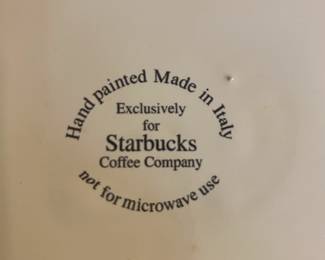 Hand painted Made in Italy
Exclusively
for
Starbucks
Coffee Company
not for microwave use